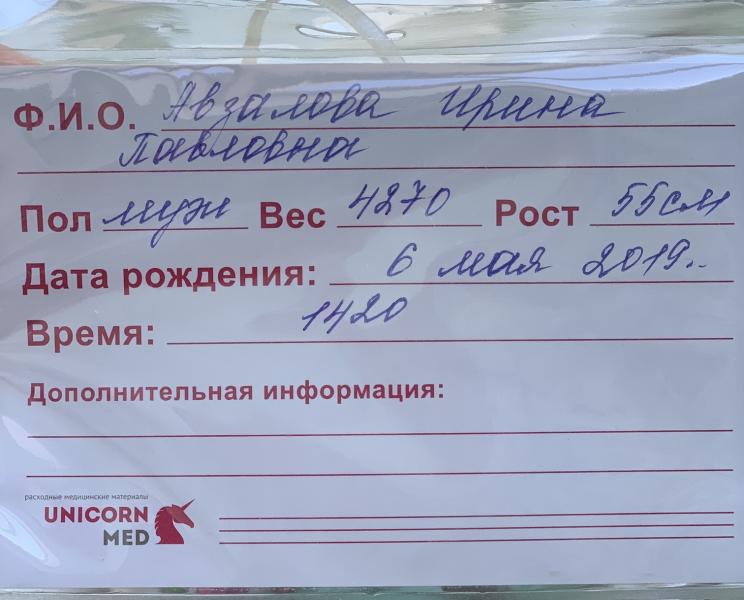 Ф.И.О. Авзалова Ирина
Павловна
Пол муж Вес 4270 Рост 55см
Дата рождения: 6 мая 2019..
Время: 1420
Дополнительная информация:
расходные медицинские материалы
UNICORN
MED